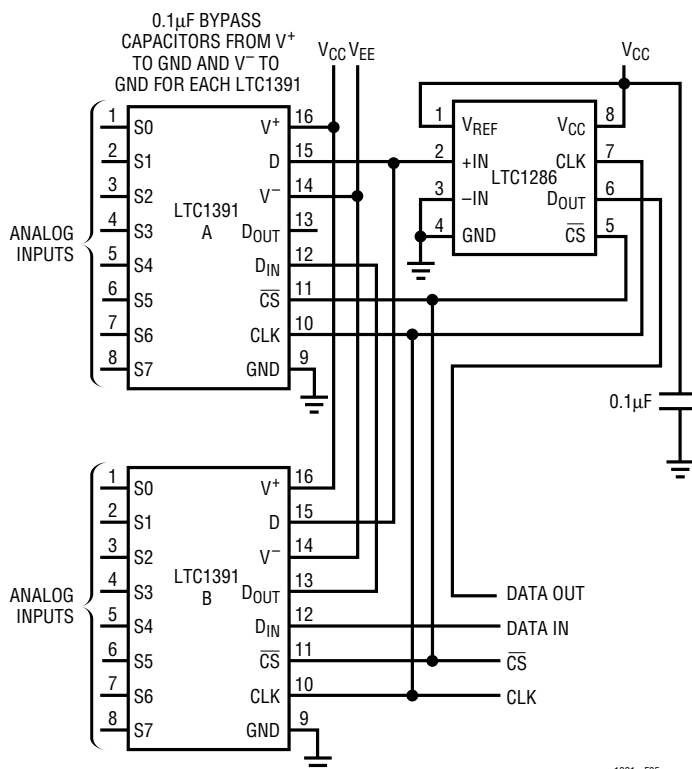 0.1µF BYPASS
CAPACITORS FROM V+
TO GND AND V– TO
GND FOR EACH LTC1391
VCC VEE
VCC
ANALOG
INPUTS
1 S0
2 S1
3 S2
4 S3
5 S4
6 S5
7 S6
8 S7
LTC1391
A
V+ 16
D 15
V– 14
DOUT 13
DIN 12
CS 11
CLK 10
GND 9
1 VREF
2 +IN
3 –IN
4 GND
LTC1286
VCC 8
CLK 7
DOUT 6
CS 5
0.1µF
ANALOG
INPUTS
1 S0
2 S1
3 S2
4 S3
5 S4
6 S5
7 S6
8 S7
LTC1391
B
V+ 16
D 15
V– 14
DOUT 13
DIN 12
CS 11
CLK 10
GND 9
DATA OUT
DATA IN
CS
CLK